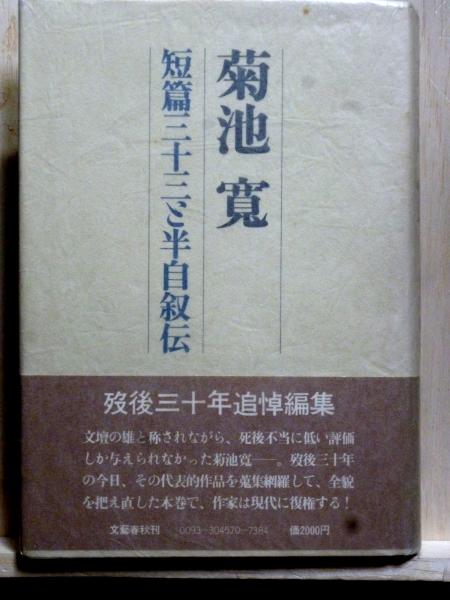 菊池 寛
短篇三十三と半自叙伝
歿後三十年追悼編集
文壇の雄と称されながら、死後不当に低い評価
しか与えられなかった菊池寛──。歿後三十年
の今日、その代表的作品を蒐集網羅して、全貌
を把え直した本巻で、作家は現代に復権する！
文藝春秋刊 0093-304570-7384 価2000円